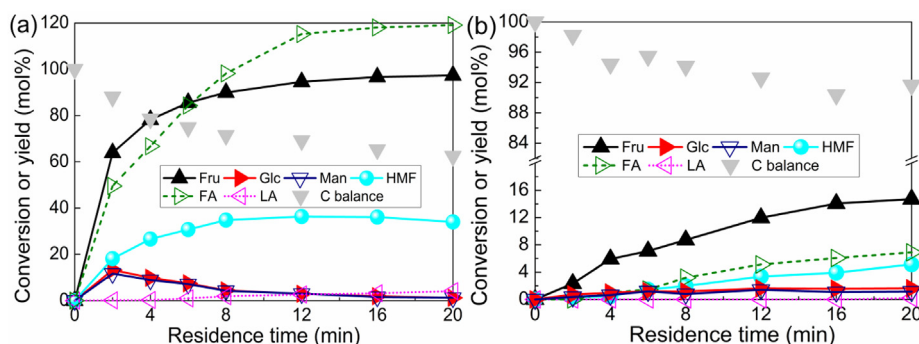 (a)
Conversion or yield (mol%)
120
100
80
60
40
20
0
Fru Glc Man HMF
FA LA C balance
0 4 8 12 16 20
Residence time (min)
(b)
Conversion or yield (mol%)
100
96
92
88
84
16
12
8
4
0
Fru Glc Man HMF
FA LA C balance
0 4 8 12 16 20
Residence time (min)